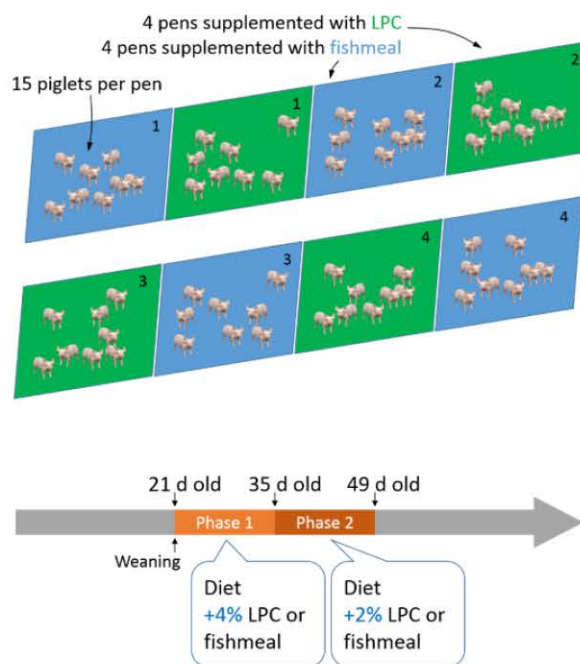 4 pens supplemented with LPC
4 pens supplemented with fishmeal
15 piglets per pen
1
1
2
2
3
3
4
4
21 d old
35 d old
49 d old
Phase 1
Phase 2
Weaning
Diet
+4% LPC or
fishmeal
Diet
+2% LPC or
fishmeal